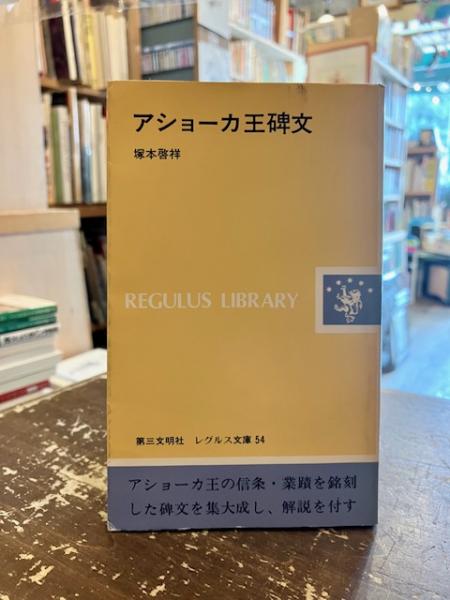 アショーカ王碑文
塚本啓祥
REGULUS LIBRARY
第三文明社 レグルス文庫 54
アショーカ王の信条・業蹟を銘刻
した碑文を集大成し、解説を付す